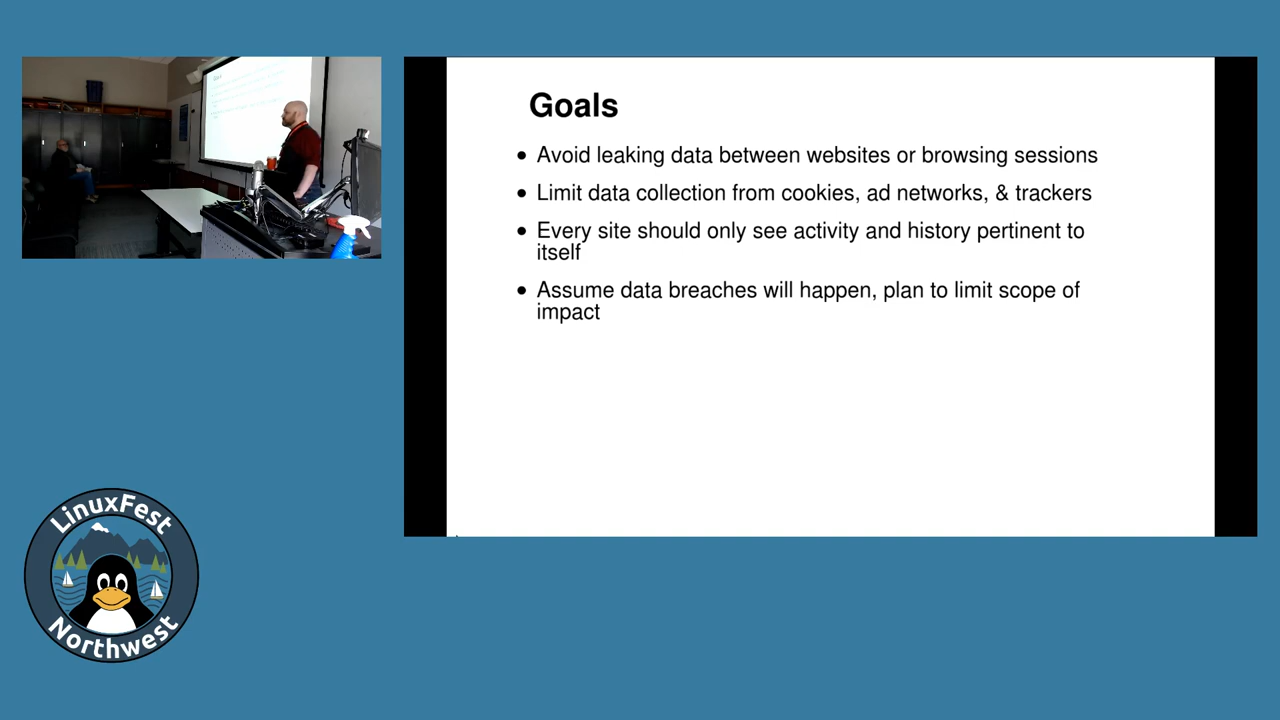 Goals
Avoid leaking data between websites or browsing sessions
Limit data collection from cookies, ad networks, & trackers
Every site should only see activity and history pertinent to
itself
Assume data breaches will happen, plan to limit scope of
impact
LinuxFest
Northwest